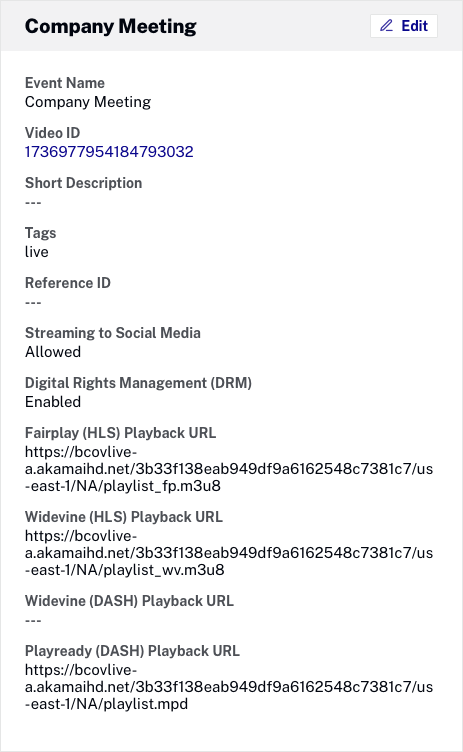 Company Meeting
Edit
Event Name
Company Meeting
Video ID
1736977954184793032
Short Description
---
Tags
live
Reference ID
---
Streaming to Social Media
Allowed
Digital Rights Management (DRM)
Enabled
Fairplay (HLS) Playback URL
https://bcovlive-
a.akamaihd.net/3b33f138eab949df9a6162548c7381c7/us
-east-1/NA/playlist_fp.m3u8
Widevine (HLS) Playback URL
https://bcovlive-
a.akamaihd.net/3b33f138eab949df9a6162548c7381c7/us
-east-1/NA/playlist_wv.m3u8
Widevine (DASH) Playback URL
---
Playready (DASH) Playback URL
https://bcovlive-
a.akamaihd.net/3b33f138eab949df9a6162548c7381c7/us
-east-1/NA/playlist.mpd